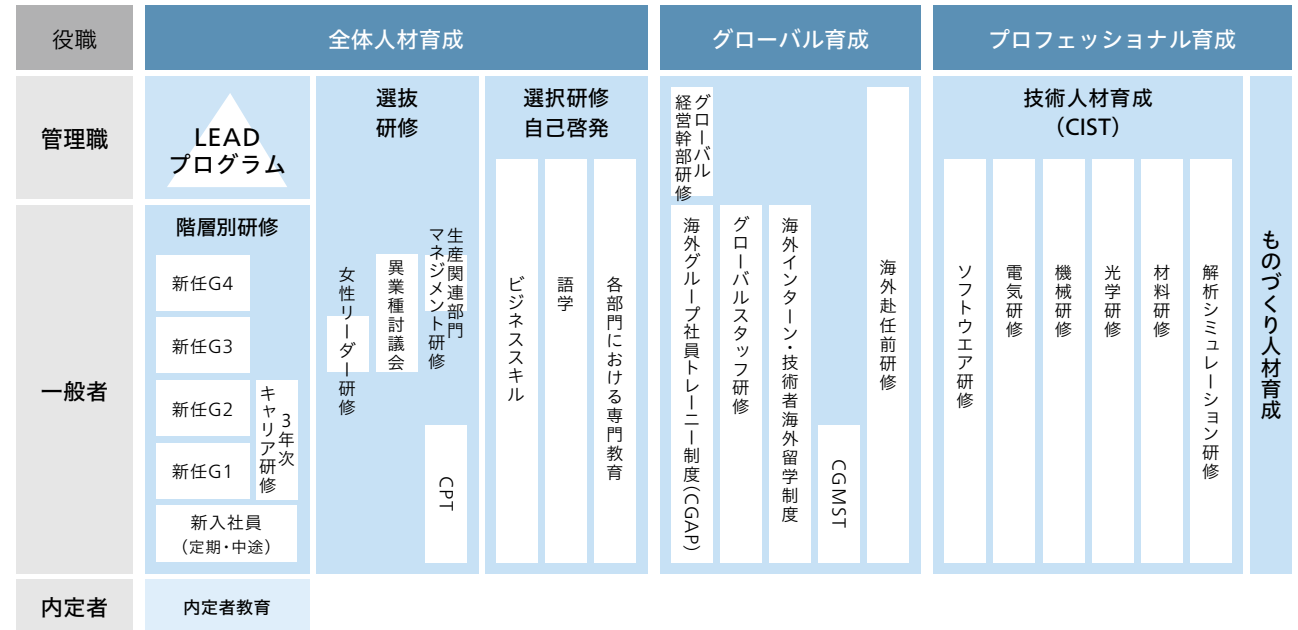 役職
全体人材育成
グローバル育成
プロフェッショナル育成
管理職
LEAD
プログラム
選抜
研修
選択研修
自己啓発
グローバル
経営幹部研修
技術人材育成
(CIST)
一般者
階層別研修
新任G4
新任G3
新任G2
新任G1
3年次
キャリア研修
新入社員
(定期・中途)
女性リーダー研修
異業種討議会
生産関連部門
マネジメント研修
CPT
ビジネススキル
語学
各部門における専門教育
海外グループ社員トレーニー制度(CGAP)
グローバルスタッフ研修
海外インターン・技術者海外留学制度
CGMST
海外赴任前研修
ソフトウエア研修
電気研修
機械研修
光学研修
材料研修
解析シミュレーション研修
ものづくり人材育成
内定者
内定者教育